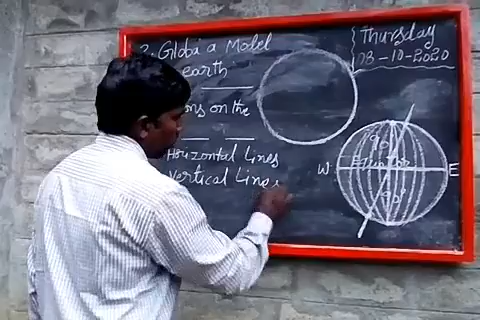 2. Globe a Model
earth
ons on the
Horizontal Lines
Vertical Lines
Thursday
08-10-2020
90°
W Equator E
90°